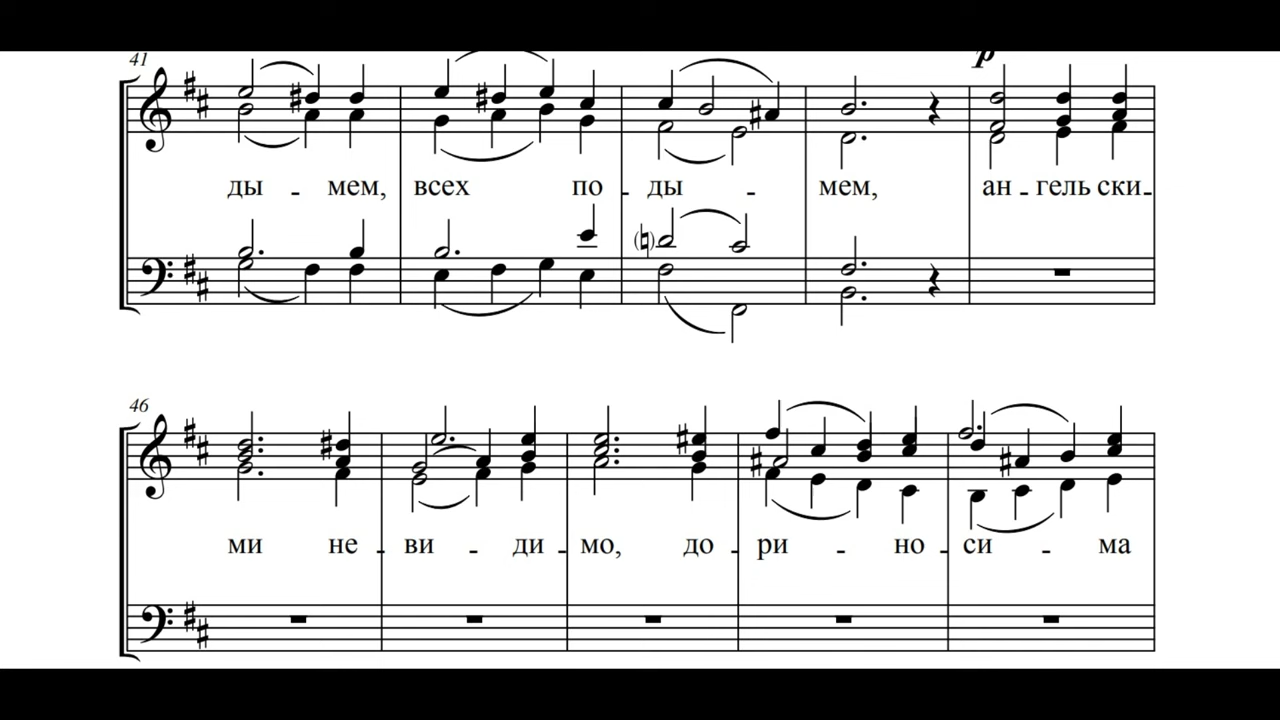 41
p
ды - мем, всех по - ды - мем, ан - гель ски -
46
ми не - ви - ди - мо, до - ри - но - си - ма